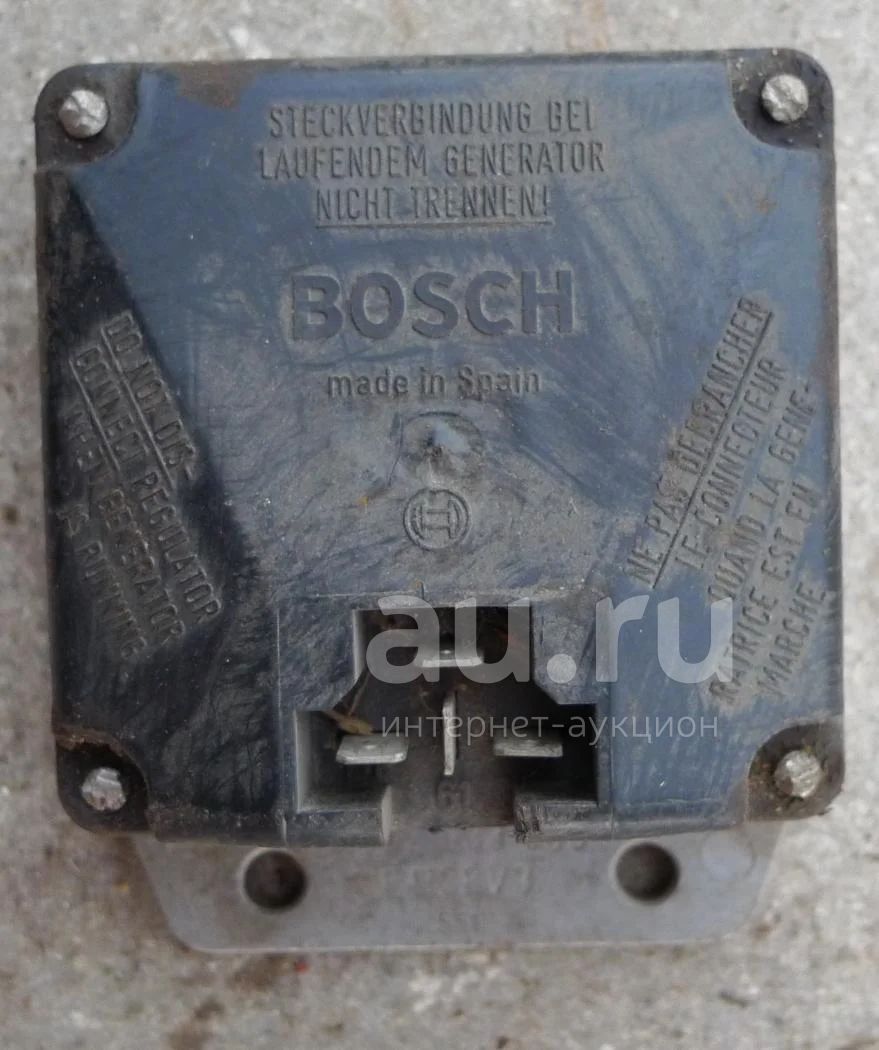 STECKVERBINDUNG BEI
LAUFENDEM GENERATOR
NICHT TRENNEN!
BOSCH
made in Spain
DO NOT DIS-
CONNECT REGULATOR
WHEN GENERATOR
IS RUNNING
NE PAS DEBRANCHER
LE CONNECTEUR
QUAND LA GENE-
RATRICE EST EN
MARCHE
au.ru
интернет-аукцион
61